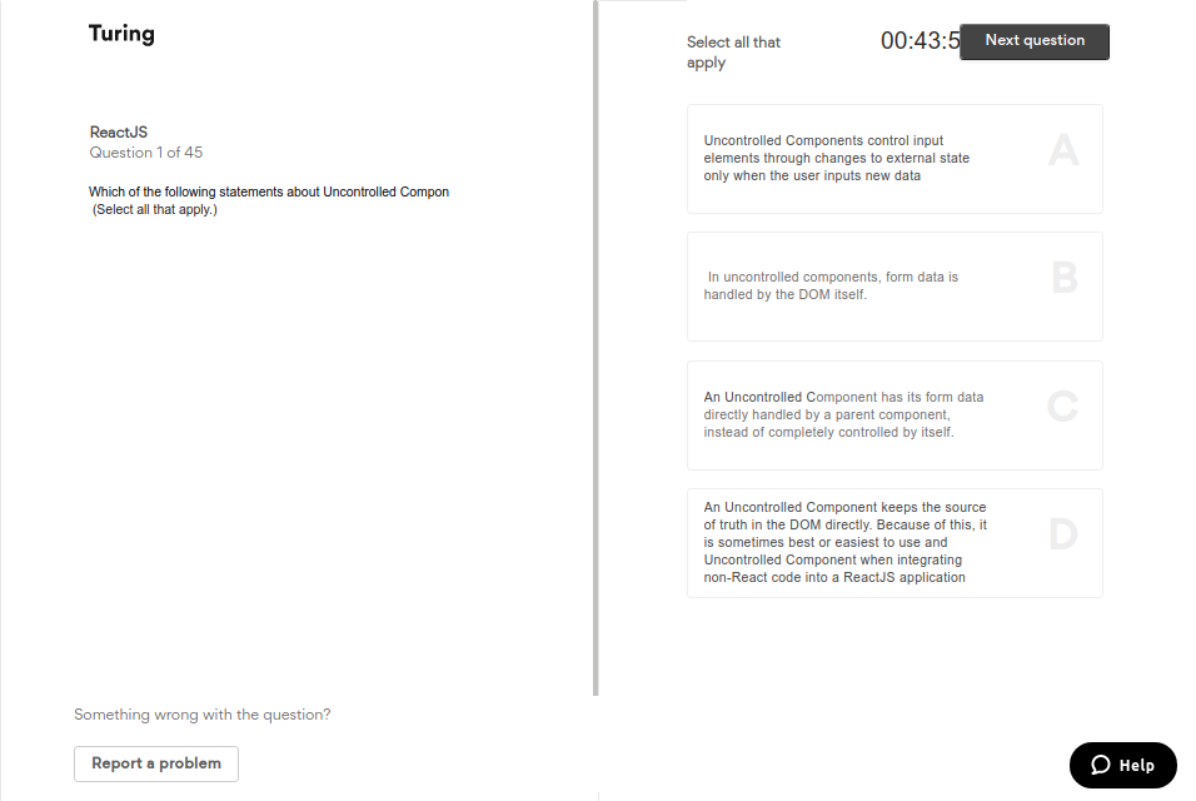 Turing
ReactJS
Question 1 of 45
Which of the following statements about Uncontrolled Compon
(Select all that apply.)
Something wrong with the question?
Report a problem
Select all that
apply
00:43:5
Next question
Uncontrolled Components control input
elements through changes to external state
only when the user inputs new data
A
In uncontrolled components, form data is
handled by the DOM itself.
B
An Uncontrolled Component has its form data
directly handled by a parent component,
instead of completely controlled by itself.
C
An Uncontrolled Component keeps the source
of truth in the DOM directly. Because of this, it
is sometimes best or easiest to use and
Uncontrolled Component when integrating
non-React code into a ReactJS application
D
Help